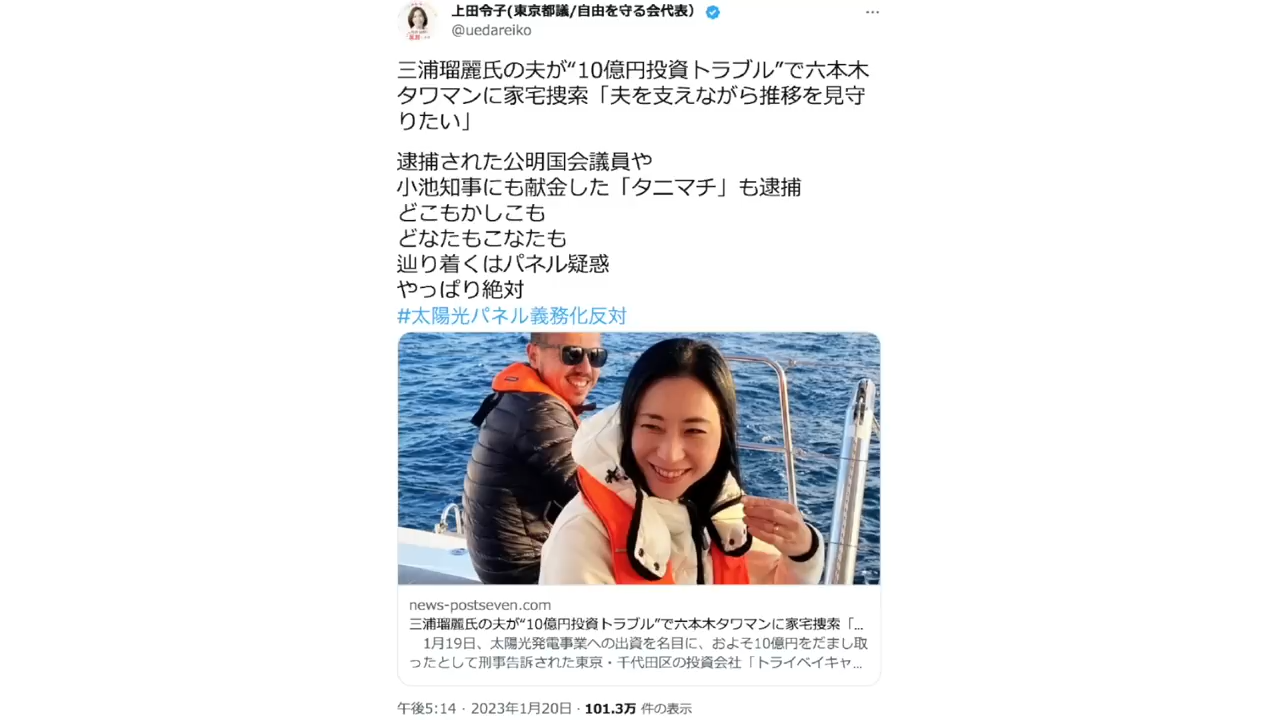 上田令子(東京都議/自由を守る会代表）
@uedareiko
三浦瑠麗氏の夫が“10億円投資トラブル”で六本木
タワマンに家宅捜索「夫を支えながら推移を見守
りたい」
逮捕された公明国会議員や
小池知事にも献金した「タニマチ」も逮捕
どこもかしこも
どなたもこなたも
辿り着くはパネル疑惑
やっぱり絶対
#太陽光パネル義務化反対
news-postseven.com
三浦瑠麗氏の夫が“10億円投資トラブル”で六本木タワマンに家宅捜索「...
1月19日、太陽光発電事業への出資を名目に、およそ10億円をだまし取
ったとして刑事告訴された東京・千代田区の投資会社「トライベイキャ...
午後5:14 · 2023年1月20日 · 101.3万 件の表示